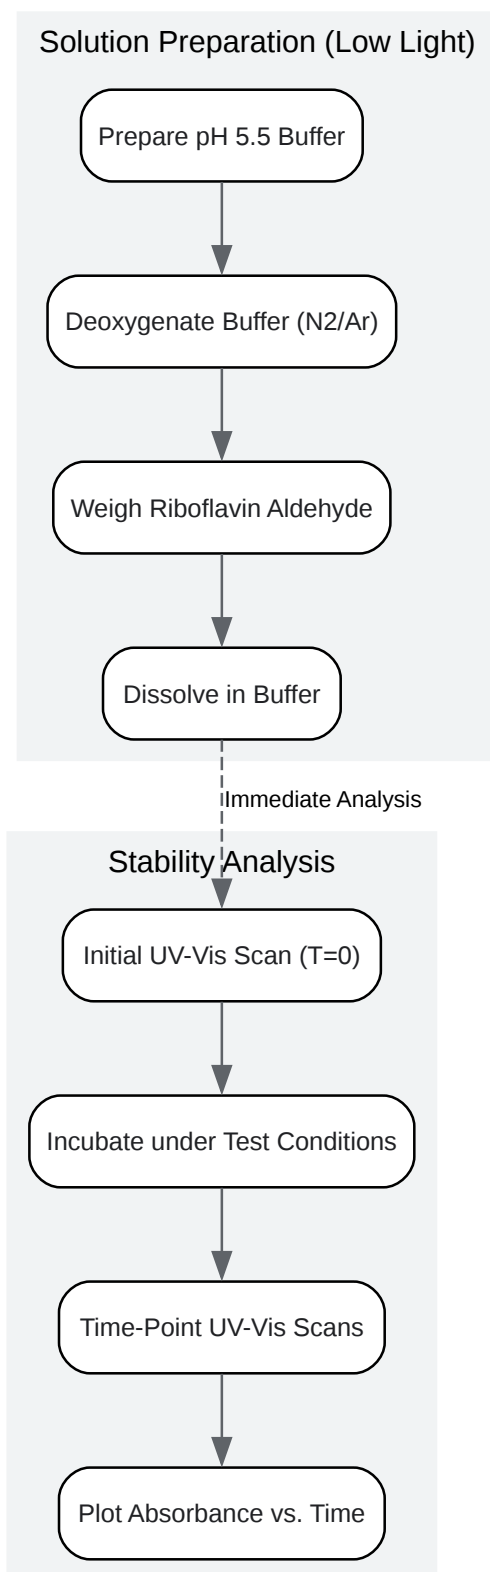 Solution Preparation (Low Light)
Prepare pH 5.5 Buffer
Deoxygenate Buffer (N2/Ar)
Weigh Riboflavin Aldehyde
Dissolve in Buffer
Immediate Analysis
Stability Analysis
Initial UV-Vis Scan (T=0)
Incubate under Test Conditions
Time-Point UV-Vis Scans
Plot Absorbance vs. Time